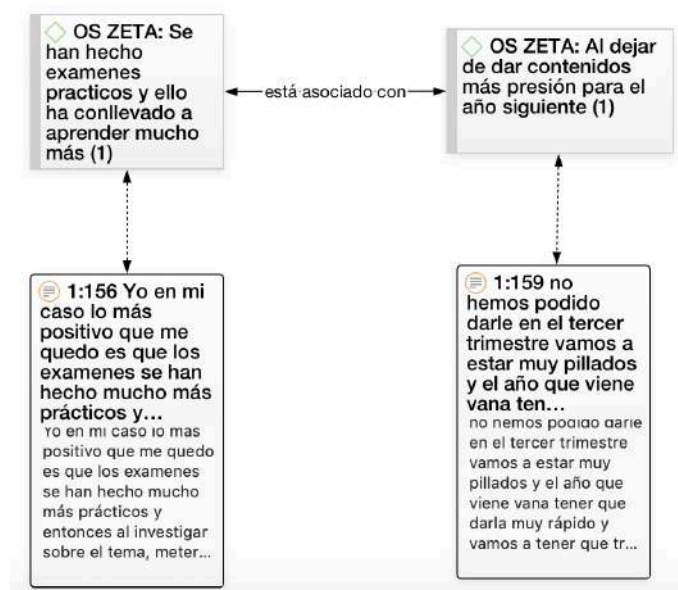 OS ZETA: Se
han hecho
examenes
practicos y ello
ha conllevado a
aprender mucho
más (1)
está asociado con
OS ZETA: Al dejar
de dar contenidos
más presión para el
año siguiente (1)
1:156 Yo en mi
caso lo más
positivo que me
quedo es que los
examenes se han
hecho mucho más
prácticos y...
Yo en mi caso lo más
positivo que me quedo
es que los examenes
se han hecho mucho
más prácticos y
entonces al investigar
sobre el tema, meter...
1:159 no
hemos podido
darle en el tercer
trimestre vamos a
estar muy pillados
y el año que viene
vana ten...
no hemos podido darle
en el tercer trimestre
vamos a estar muy
pillados y el año que
viene vana tener que
darla muy rápido y
vamos a tener que tr...